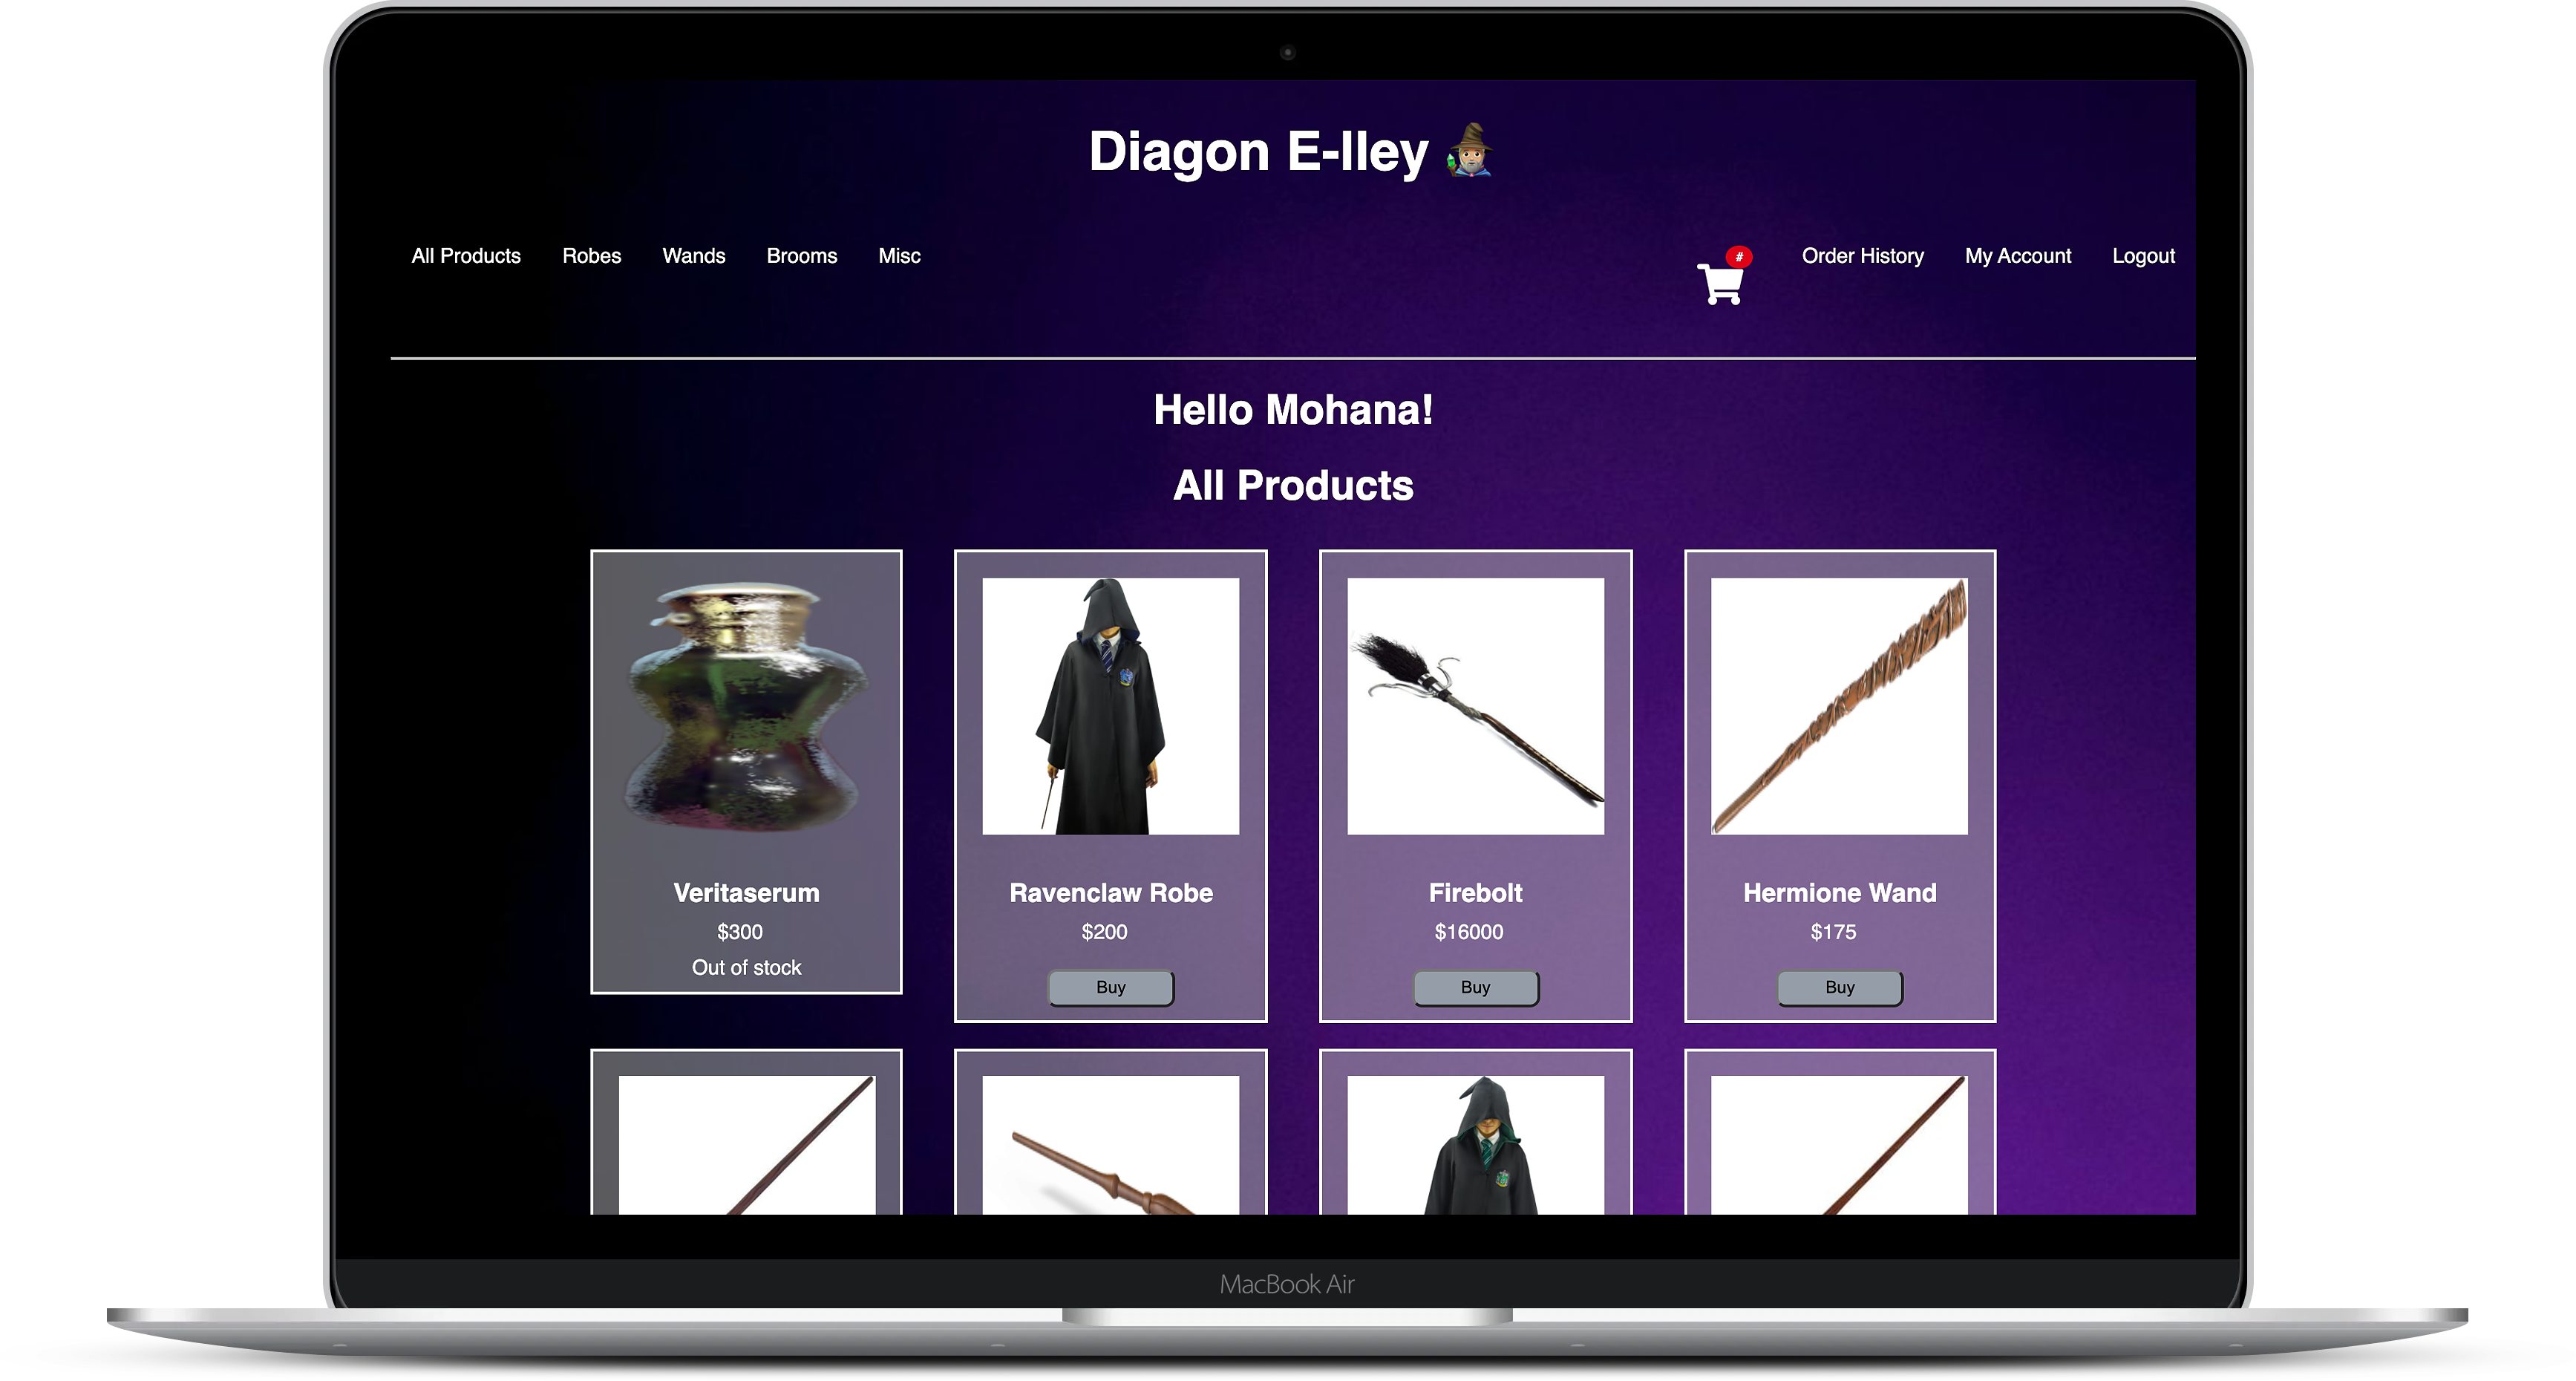 Diagon E-lley
All Products Robes Wands Brooms Misc # Order History My Account Logout
Hello Mohana!
All Products
Veritaserum Ravenclaw Robe Firebolt Hermione Wand
$300 $200 $16000 $175
Out of stock
Buy Buy Buy
MacBook Air